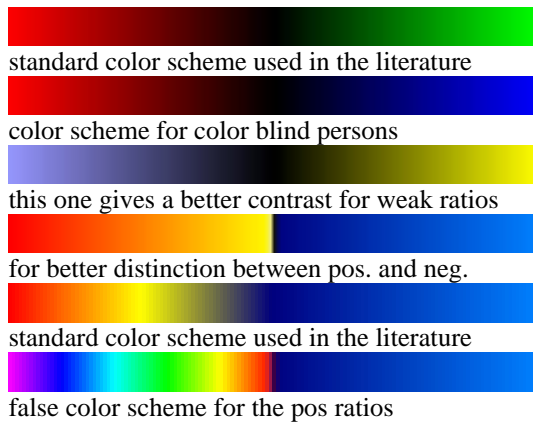 standard color scheme used in the literature
color scheme for color blind persons
this one gives a better contrast for weak ratios
for better distinction between pos. and neg.
standard color scheme used in the literature
false color scheme for the pos ratios